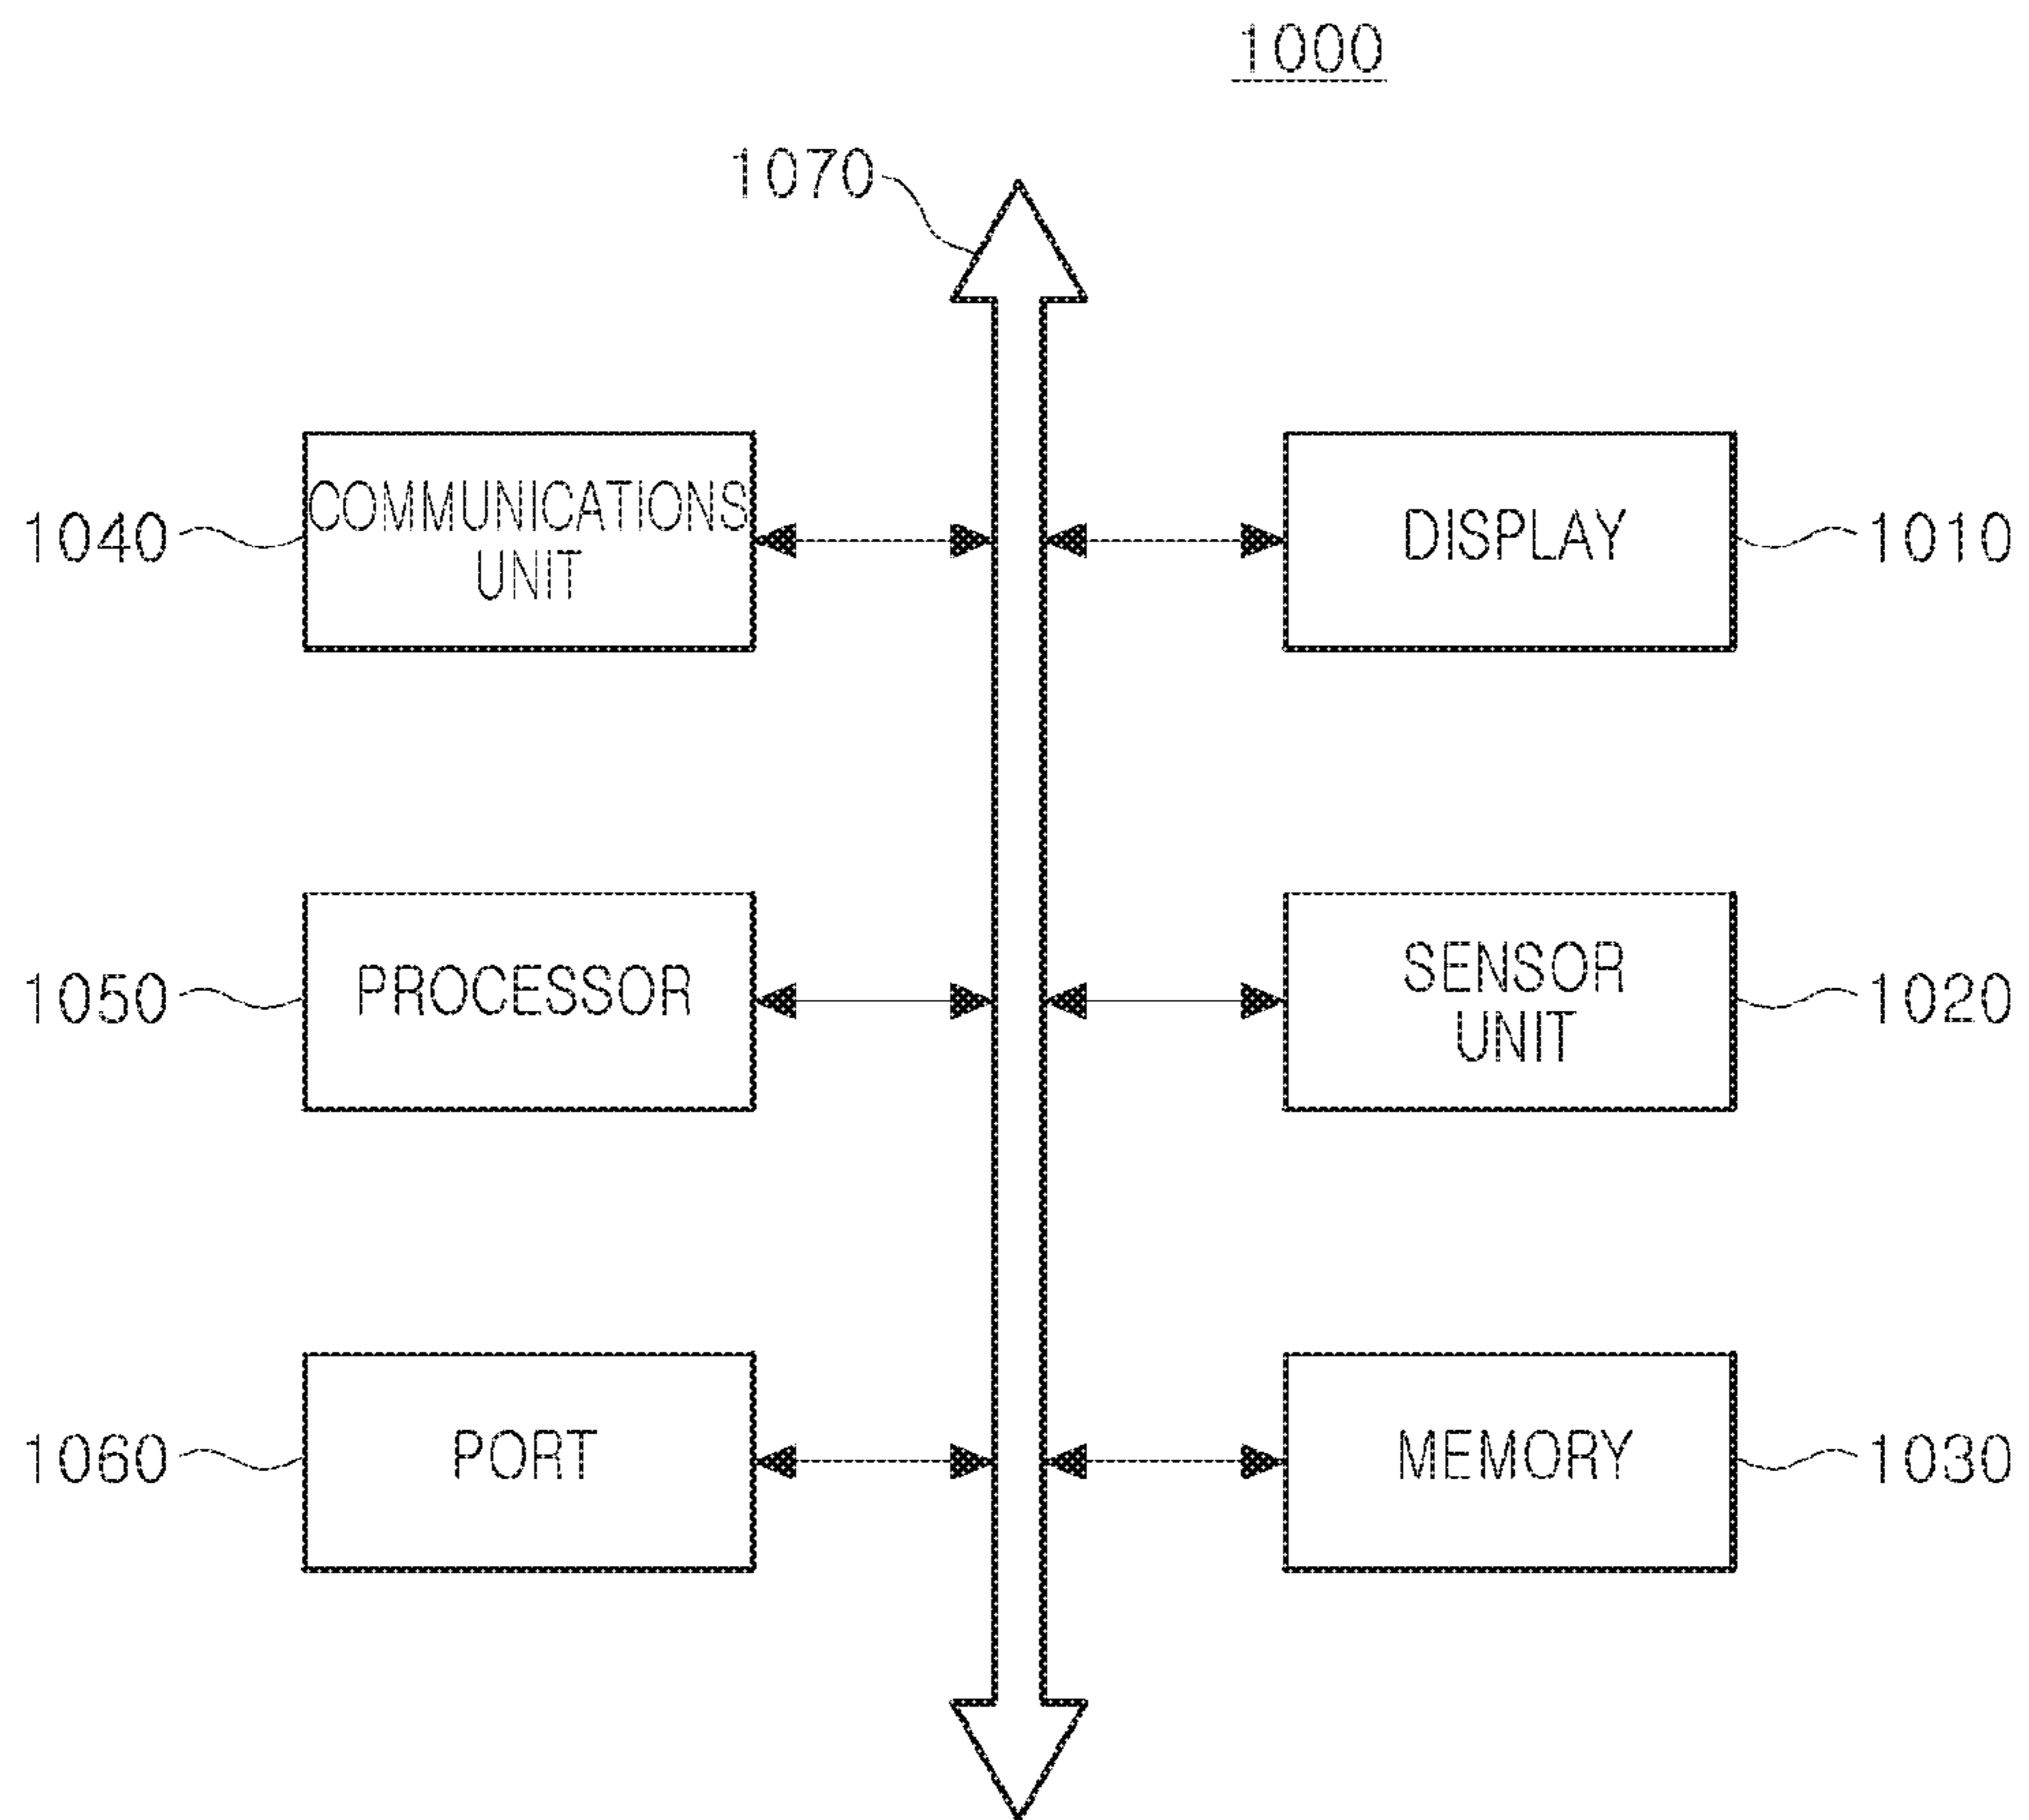 1000
1070
COMMUNICATIONS
UNIT
1040
DISPLAY
1010
PROCESSOR
1050
SENSOR
UNIT
1020
PORT
1060
MEMORY
1030